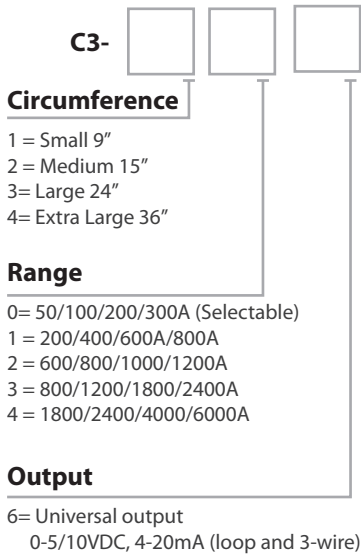 C3-
Circumference
1 = Small 9”
2 = Medium 15”
3= Large 24”
4= Extra Large 36”
Range
0= 50/100/200/300A (Selectable)
1 = 200/400/600A/800A
2 = 600/800/1000/1200A
3 = 800/1200/1800/2400A
4 = 1800/2400/4000/6000A
Output
6= Universal output
0-5/10VDC, 4-20mA (loop and 3-wire)